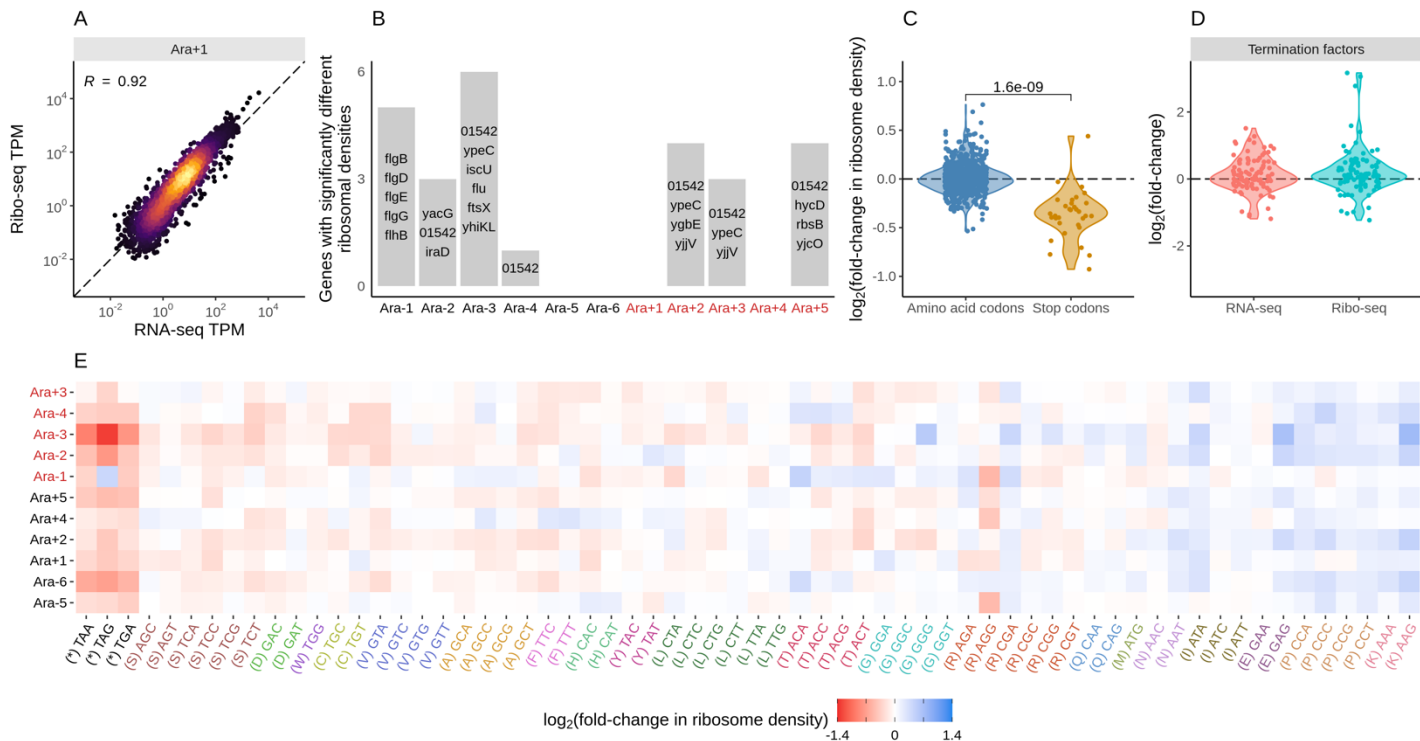 A
Ara+1
R = 0.92
Ribo-seq TPM
10^4
10^2
10^0
10^-2
10^-2
10^0
10^2
10^4
RNA-seq TPM
B
Genes with significantly different
ribosomal densities
6
3
0
flgB
flgD
flgE
flgG
flhB
yacG
01542
iraD
01542
ypeC
iscU
flu
ftsX
yhiKL
01542
01542
ypeC
ygbE
yjjV
01542
ypeC
yjjV
01542
hycD
rbsB
yjcO
Ara-1 Ara-2 Ara-3 Ara-4 Ara-5 Ara-6 Ara+1 Ara+2 Ara+3 Ara+4 Ara+5
C
log2(fold-change in ribosome density)
1.0
0.5
0.0
-0.5
-1.0
1.6e-09
Amino acid codons Stop codons
D
Termination factors
log2(fold-change)
2
0
-2
RNA-seq Ribo-seq
E
Ara+3
Ara-4
Ara-3
Ara-2
Ara-1
Ara+5
Ara+4
Ara+2
Ara+1
Ara-6
Ara-5
(*) TAA
(*) TAG
(*) TGA
(S) AGC
(S) AGT
(S) TCA
(S) TCC
(S) TCG
(S) TCT
(D) GAC
(D) GAT
(W) TGG
(C) TGC
(C) TGT
(V) GTA
(V) GTC
(V) GTG
(V) GTT
(A) GCA
(A) GCC
(A) GCG
(A) GCT
(F) TTC
(F) TTT
(H) CAC
(H) CAT
(Y) TAC
(Y) TAT
(L) CTA
(L) CTC
(L) CTG
(L) CTT
(L) TTA
(L) TTG
(T) ACA
(T) ACC
(T) ACG
(T) ACT
(G) GGA
(G) GGC
(G) GGG
(G) GGT
(R) AGA
(R) AGG
(R) CGA
(R) CGC
(R) CGG
(R) CGT
(Q) CAA
(Q) CAG
(M) ATG
(N) AAC
(N) AAT
(I) ATA
(I) ATC
(I) ATT
(E) GAA
(E) GAG
(P) CCA
(P) CCC
(P) CCG
(P) CCT
(K) AAA
(K) AAG
log2(fold-change in ribosome density)
-1.4 0 1.4